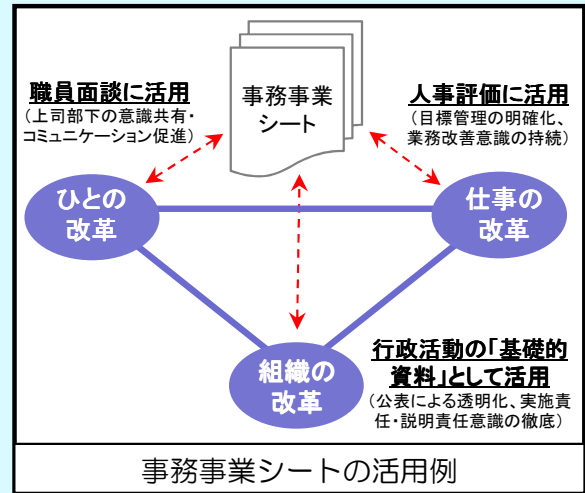 事務事業
シート
職員面談に活用
（上司部下の意識共有・
コミュニケーション促進）
人事評価に活用
（目標管理の明確化、
業務改善意識の持続）
ひとの
改革
仕事の
改革
組織の
改革
行政活動の「基礎的
資料」として活用
（公表による透明化、実施責
任・説明責任意識の徹底）
事務事業シートの活用例